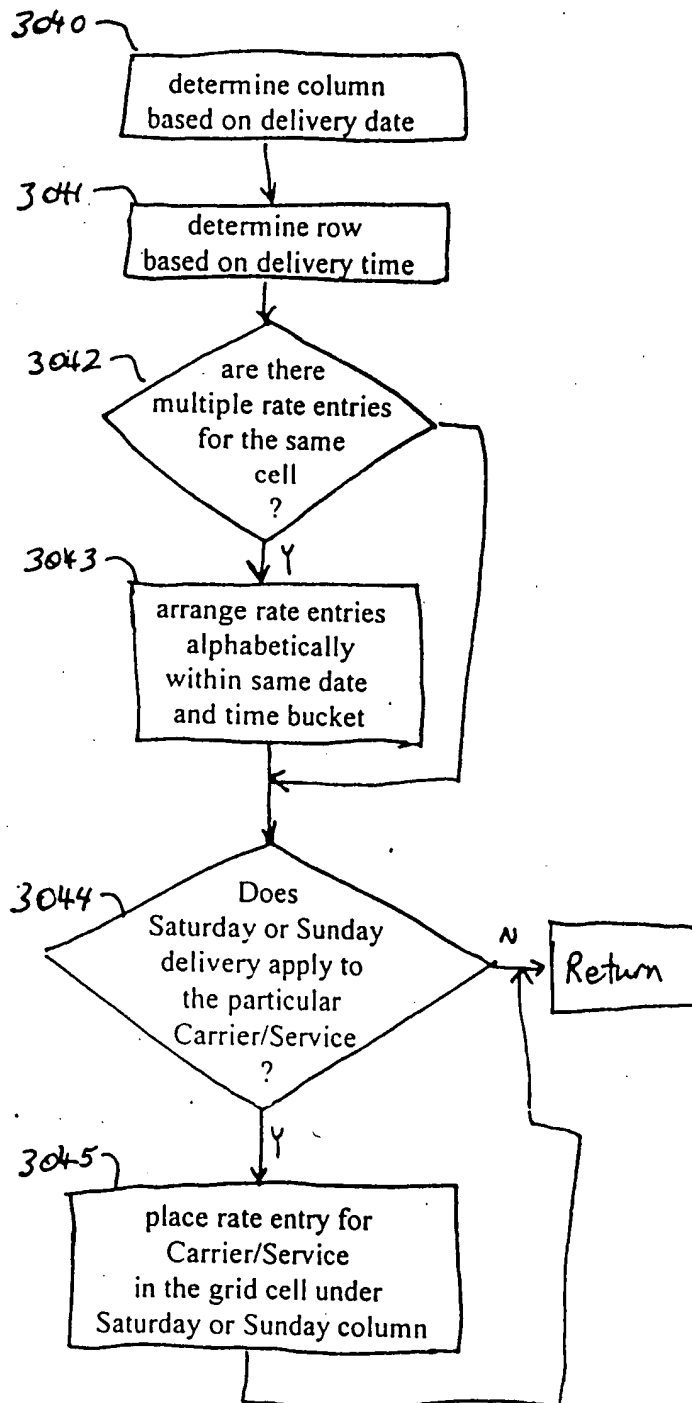 3040
determine column
based on delivery date
3041
determine row
based on delivery time
3042
are there
multiple rate entries
for the same
cell
?
Y
3043
arrange rate entries
alphabetically
within same date
and time bucket
3044
Does
Saturday or Sunday
delivery apply to
the particular
Carrier/Service
?
N
Return
Y
3045
place rate entry for
Carrier/Service
in the grid cell under
Saturday or Sunday column